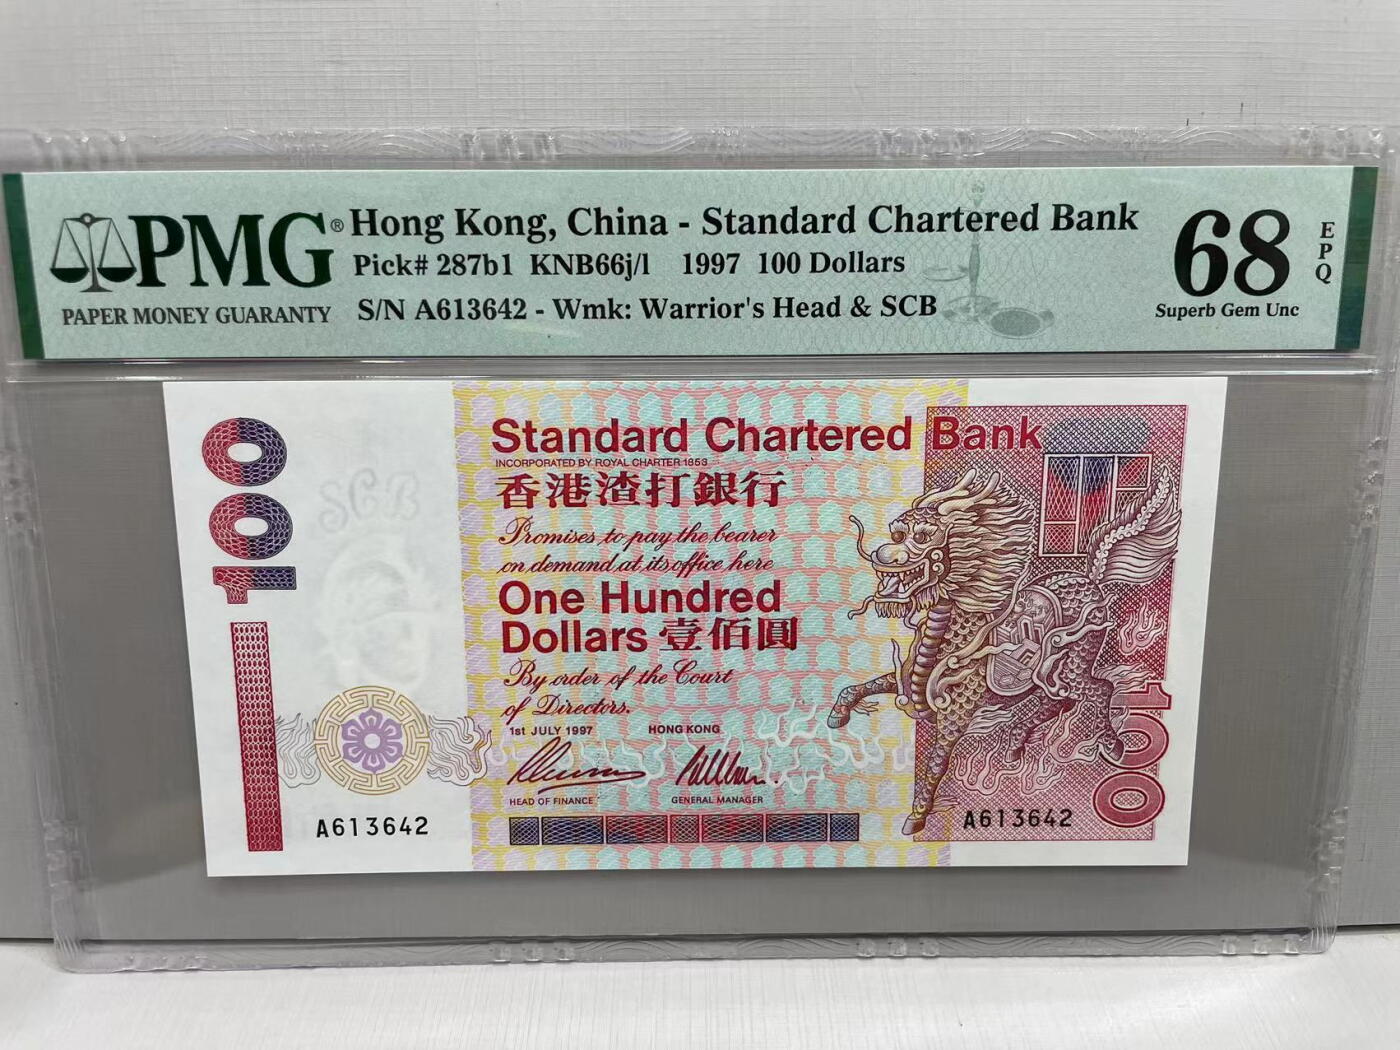 PMG® Hong Kong, China - Standard Chartered Bank
Pick# 287b1 KNB66j/l 1997 100 Dollars
PAPER MONEY GUARANTY
S/N A613642 - Wmk: Warrior's Head & SCB
68
EPQ
Superb Gem Unc
100
SCB
Standard Chartered Bank
INCORPORATED BY ROYAL CHARTER 1853
香港渣打銀行
Promises to pay the bearer
on demand at its office here
One Hundred
Dollars 壹佰圓
By order of the Court
of Directors.
1st JULY 1997 HONG KONG
HEAD OF FINANCE GENERAL MANAGER
A613642
A613642
100